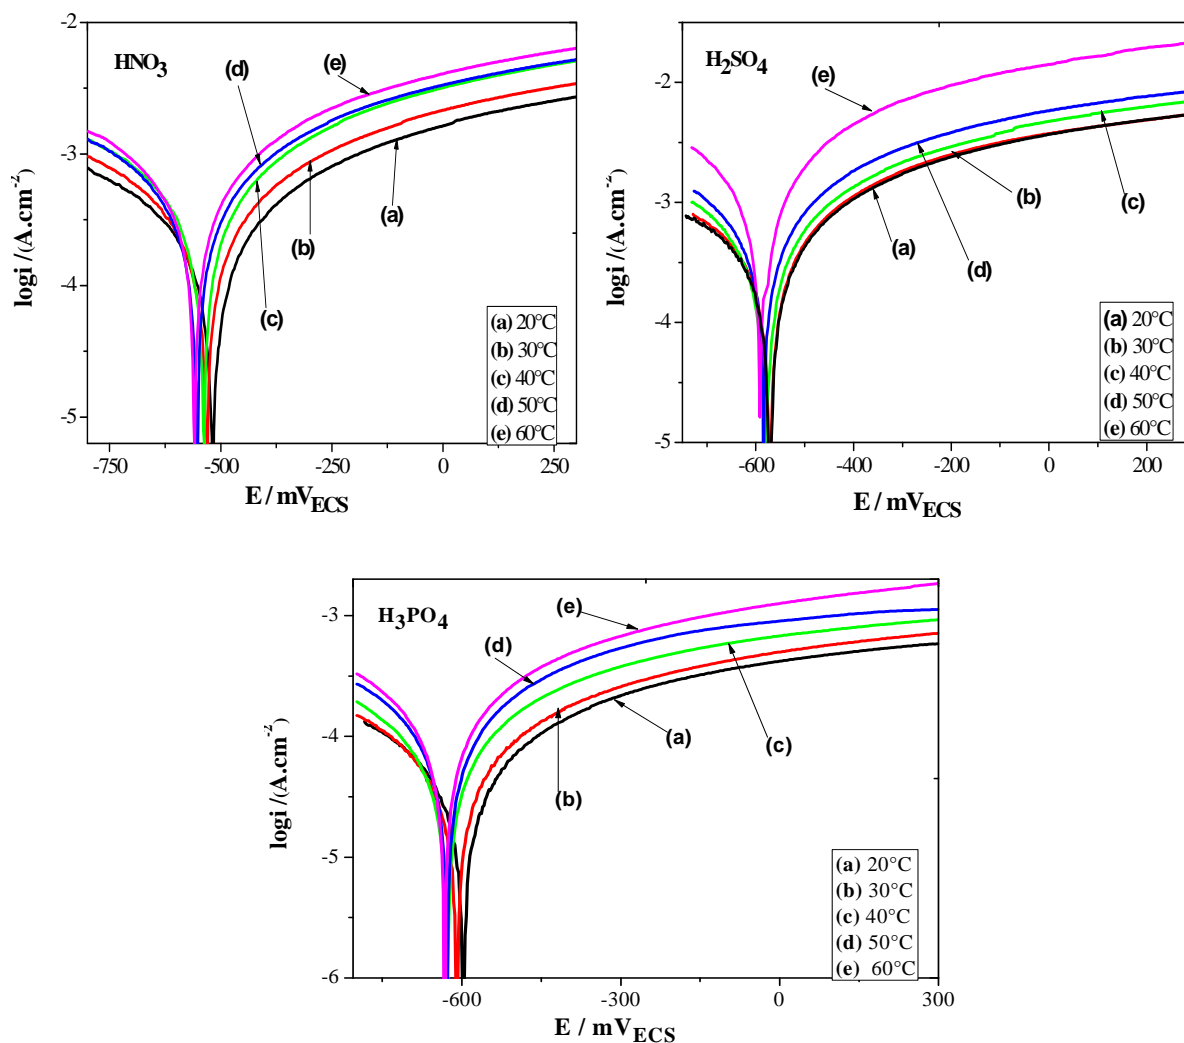 HNO3
(a)
(b)
(c)
(d)
(e)
(a) 20°C
(b) 30°C
(c) 40°C
(d) 50°C
(e) 60°C
-2
-3
-4
-5
-750 -500 -250 0 250
logi /(A.cm-2)
E / mVECS
H2SO4
(e)
(a)
(d)
(b)
(c)
(a) 20°C
(b) 30°C
(c) 40°C
(d) 50°C
(e) 60°C
-2
-3
-4
-5
-600 -400 -200 0 200
logi /(A.cm-2)
E / mVECS
H3PO4
(e)
(d)
(a)
(c)
(b)
(a) 20°C
(b) 30°C
(c) 40°C
(d) 50°C
(e) 60°C
-3
-4
-5
-6
-600 -300 0 300
logi /(A.cm-2)
E / mVECS